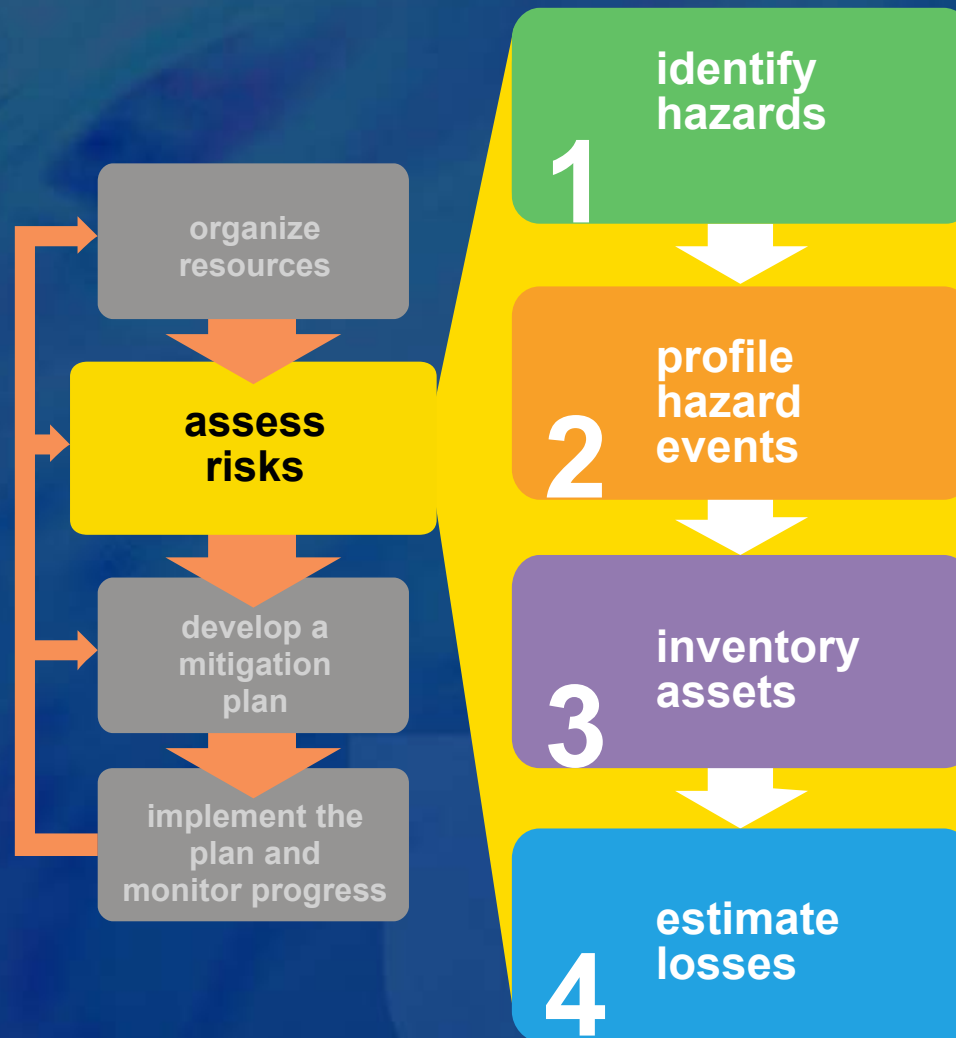 organize
resources
assess
risks
develop a
mitigation
plan
implement the
plan and
monitor progress
identify
hazards
1
profile
hazard
events
2
inventory
assets
3
estimate
losses
4